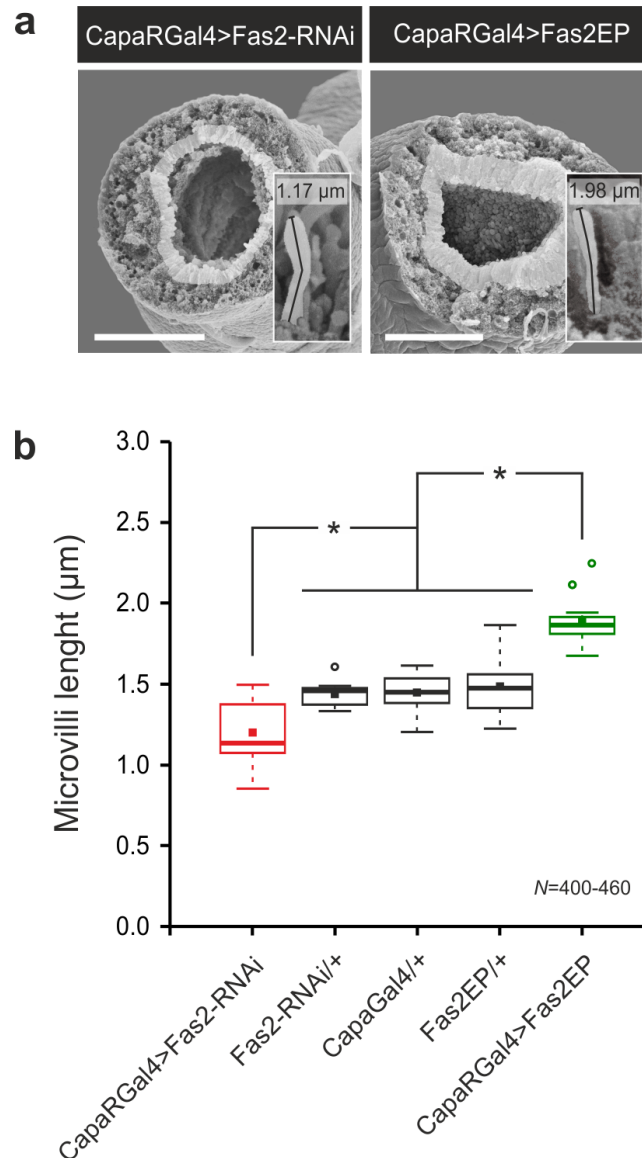 a
CapaRGal4>Fas2-RNAi
CapaRGal4>Fas2EP
1.17 µm
1.98 µm
b
Microvilli lenght (µm)
3.0
2.5
2.0
1.5
1.0
0.5
0.0
*
*
N=400-460
CapaRGal4>Fas2-RNAi
Fas2-RNAi/+
CapaGal4/+
Fas2EP/+
CapaRGal4>Fas2EP